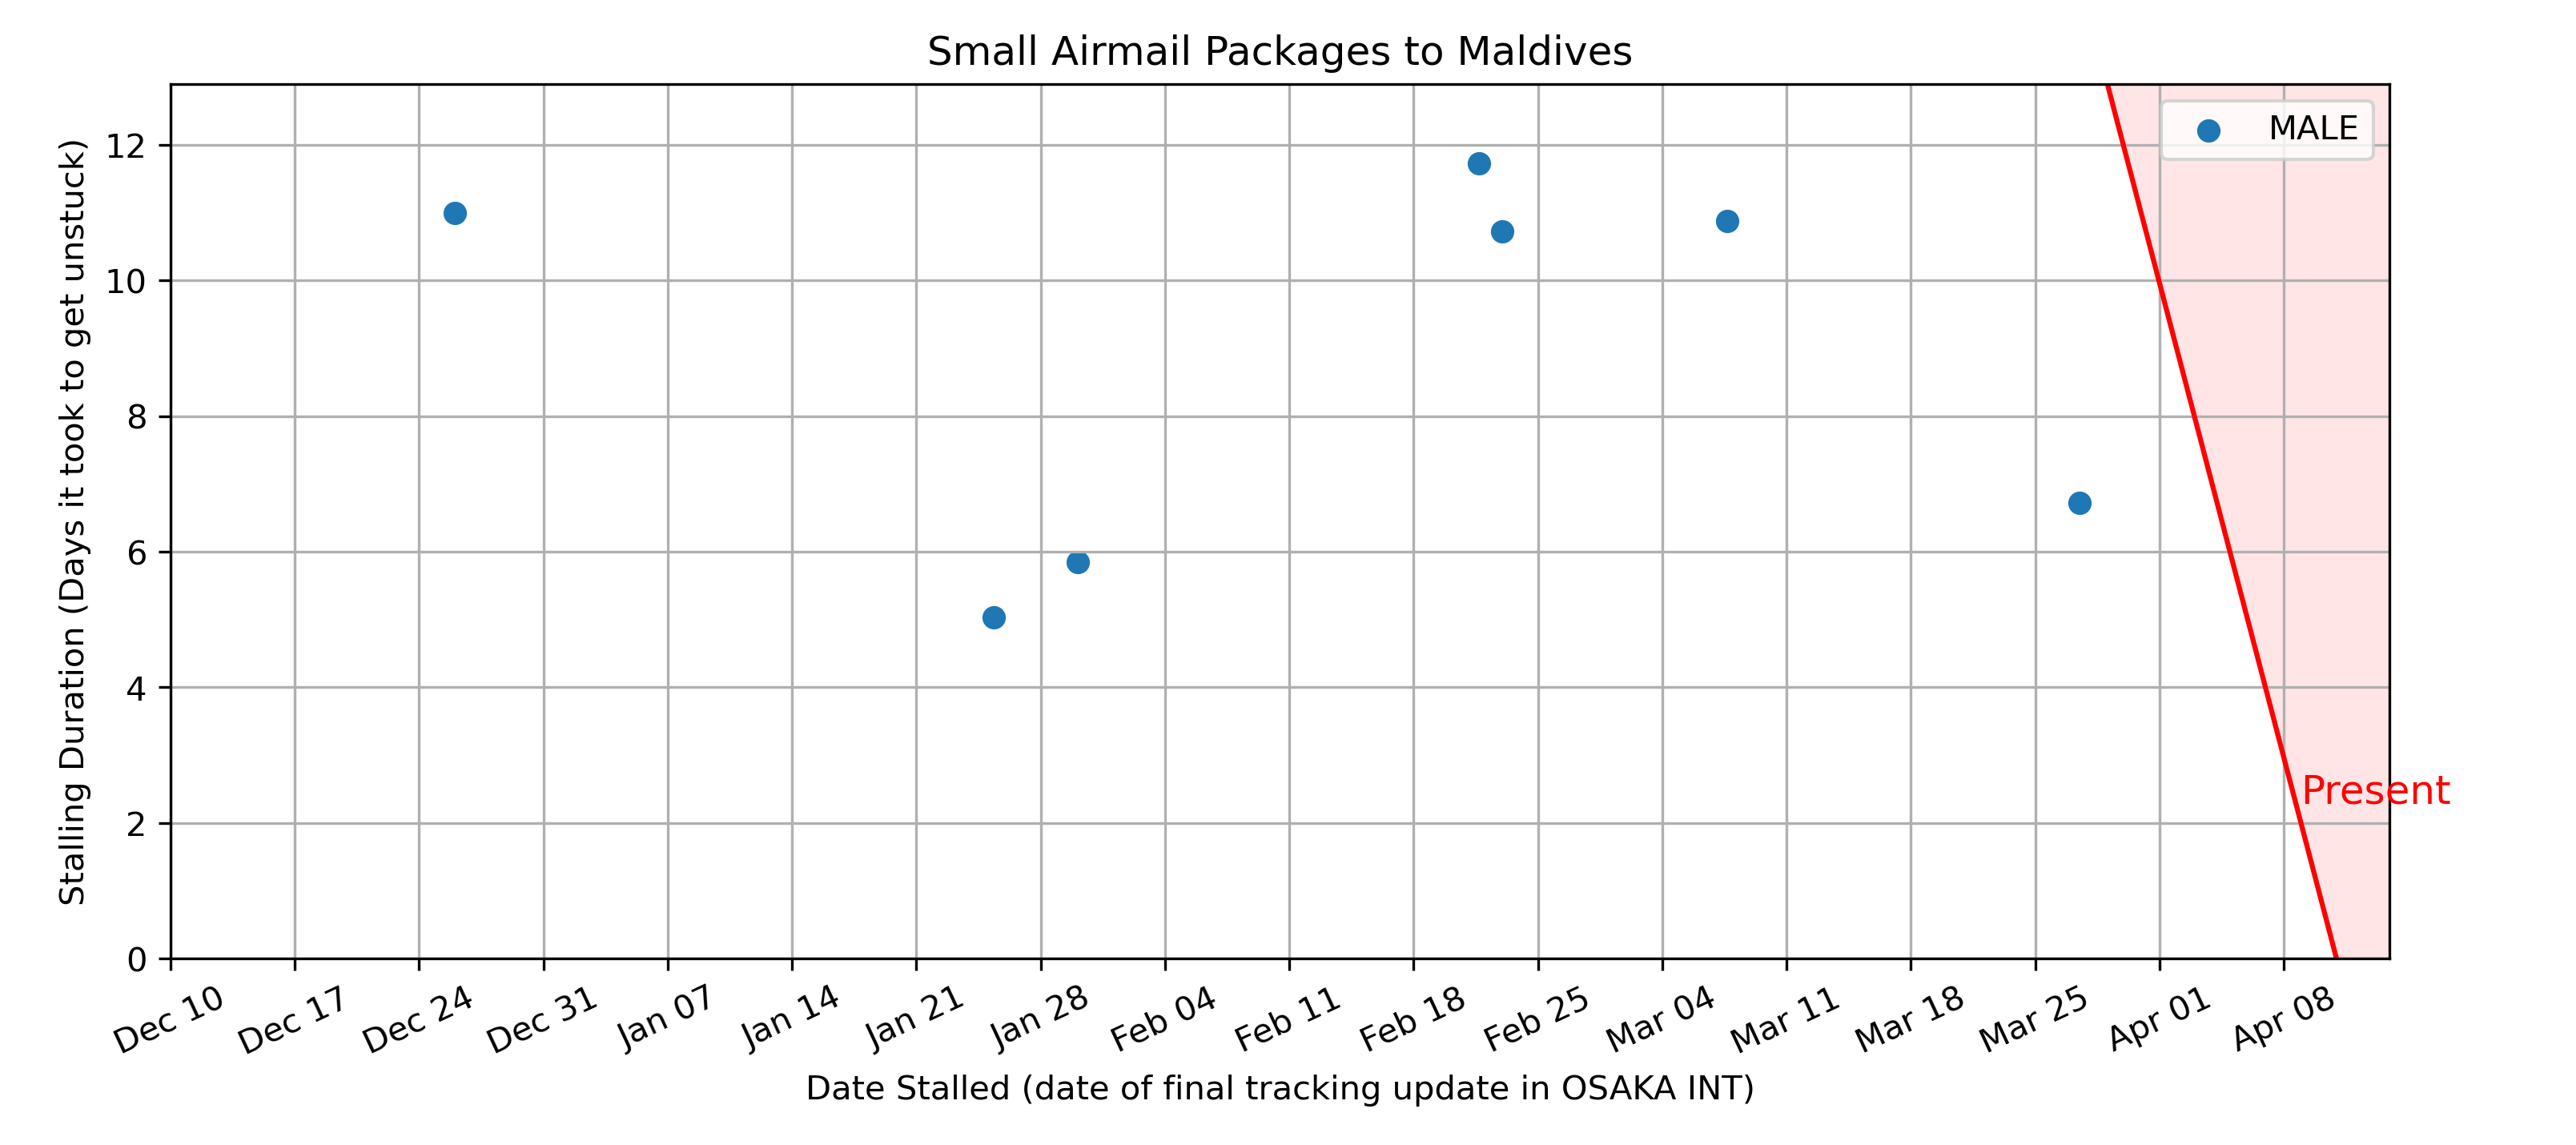 Small Airmail Packages to Maldives
MALE
Stalling Duration (Days it took to get unstuck)
12
10
8
6
4
2
0
Present
Dec 10 Dec 17 Dec 24 Dec 31 Jan 07 Jan 14 Jan 21 Jan 28 Feb 04 Feb 11 Feb 18 Feb 25 Mar 04 Mar 11 Mar 18 Mar 25 Apr 01 Apr 08
Date Stalled (date of final tracking update in OSAKA INT)